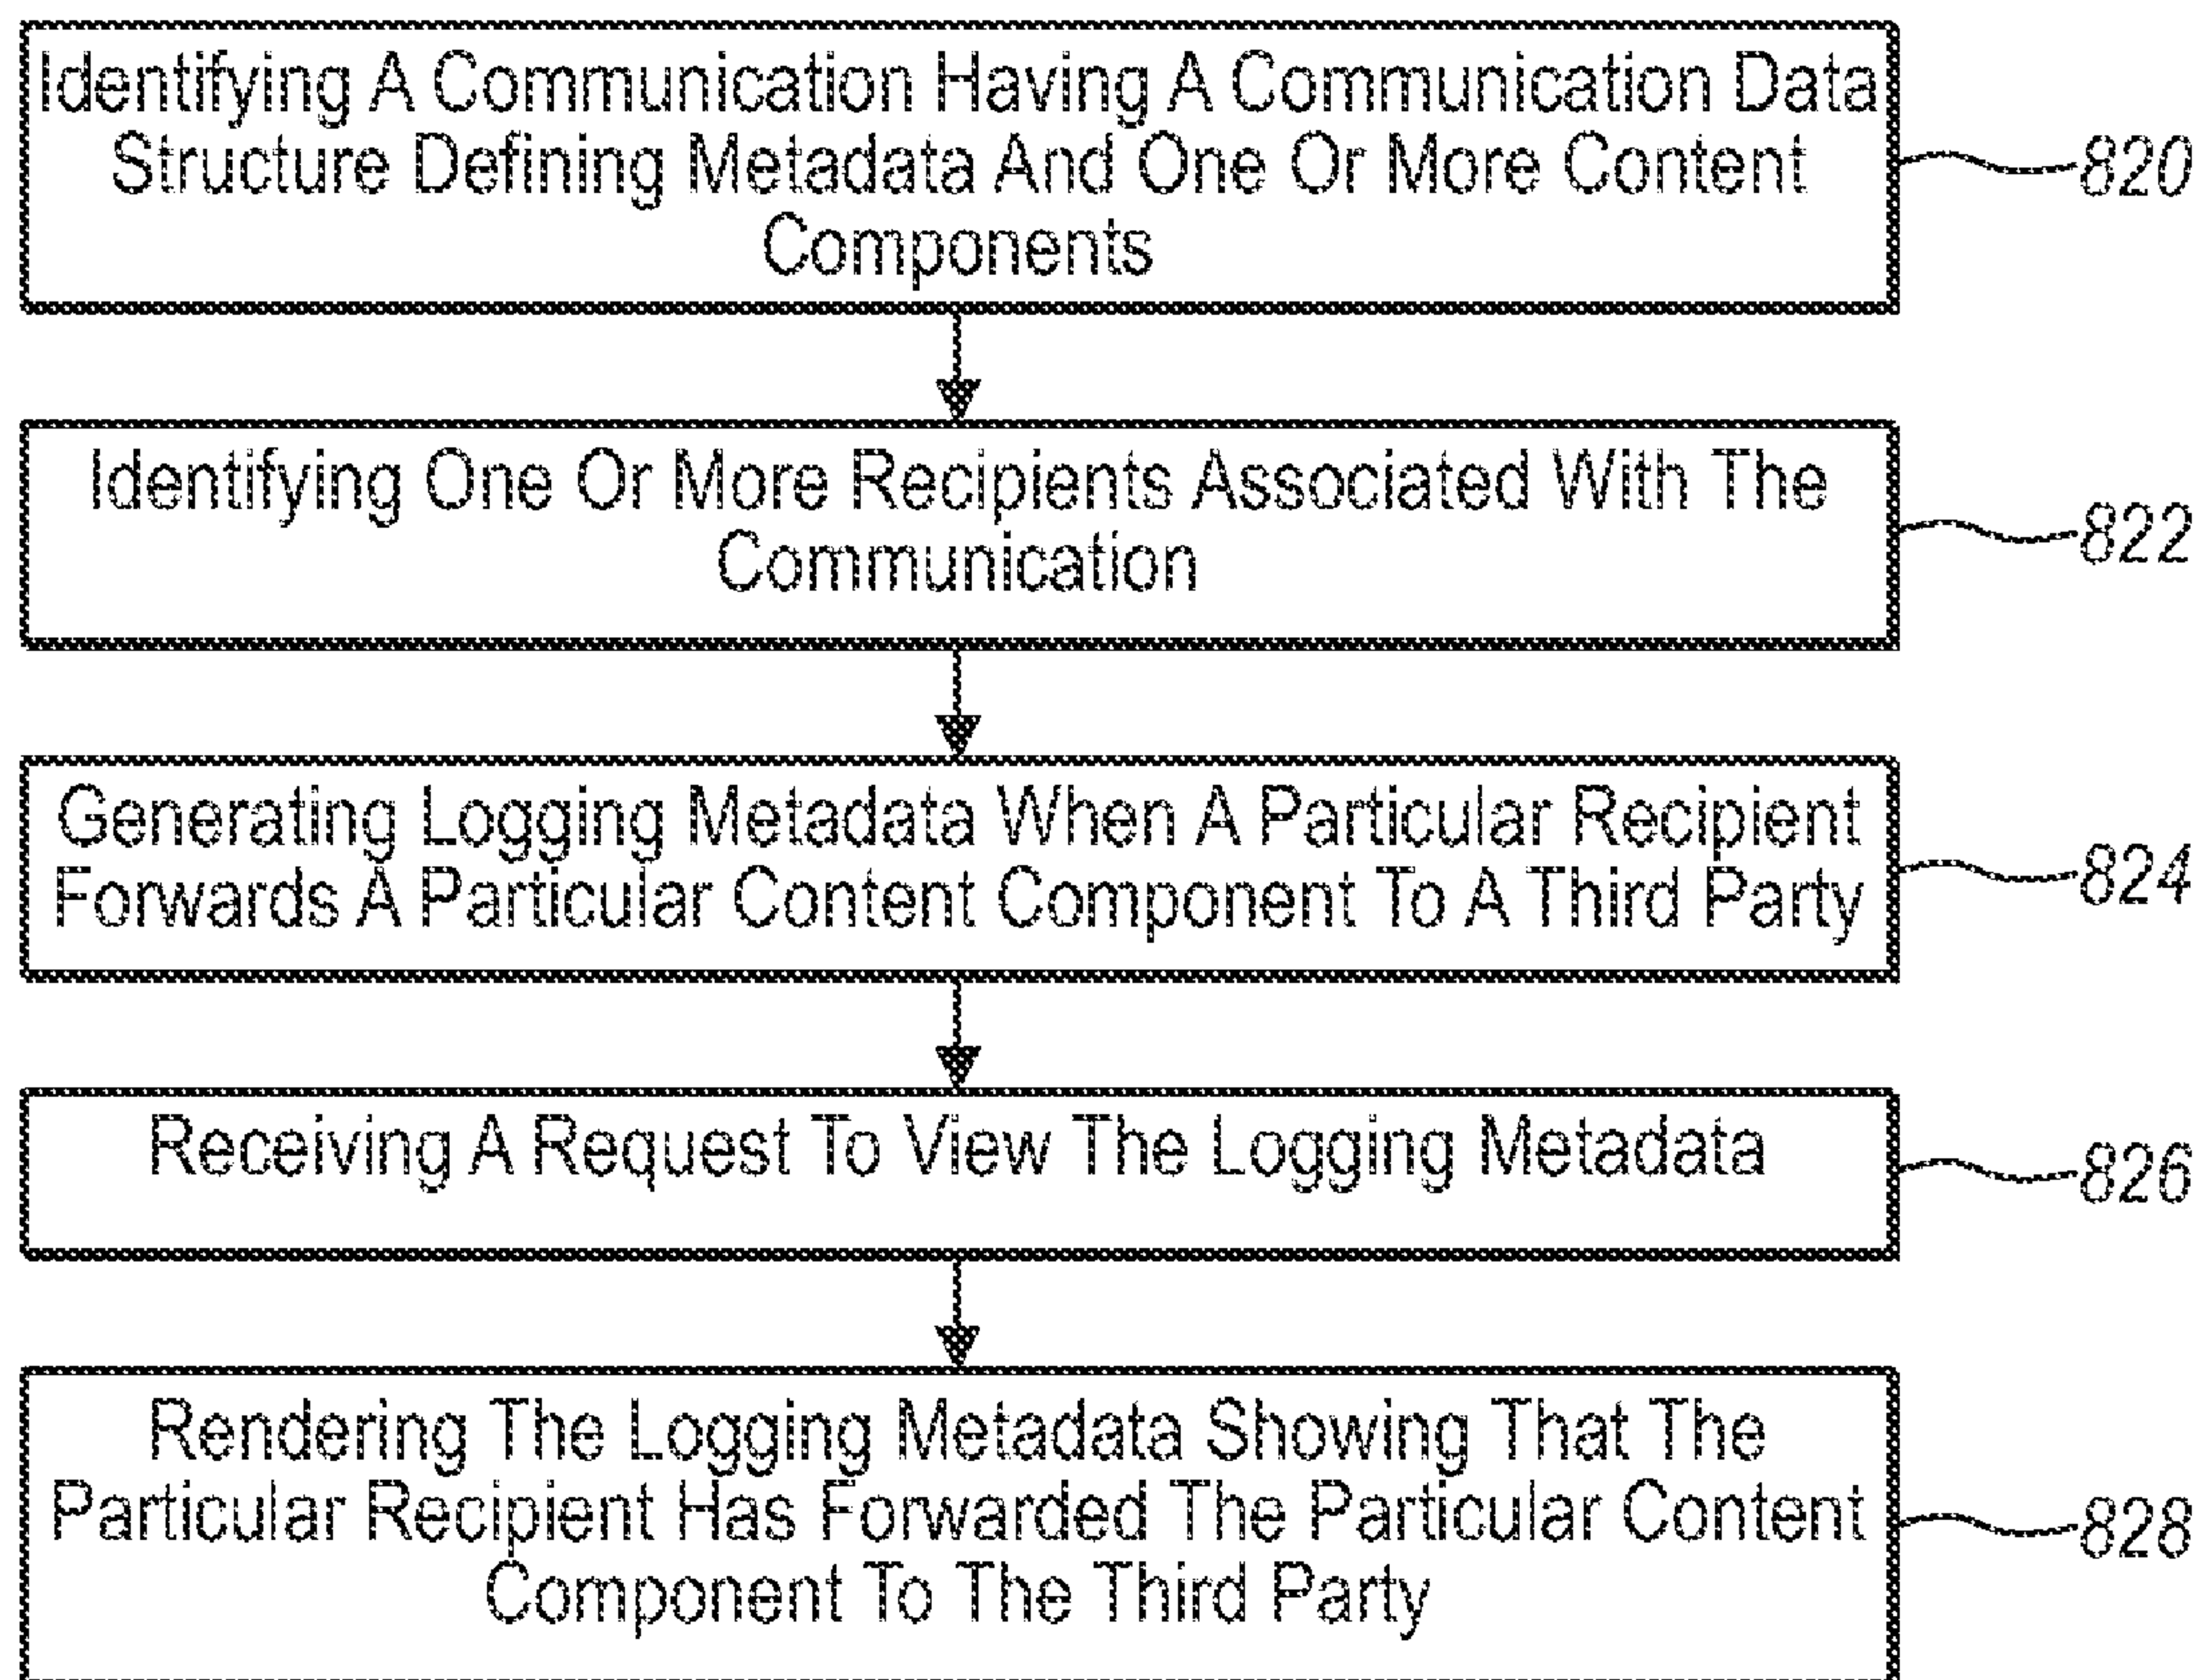 Identifying A Communication Having A Communication Data
Structure Defining Metadata And One Or More Content
Components
820
Identifying One Or More Recipients Associated With The
Communication
822
Generating Logging Metadata When A Particular Recipient
Forwards A Particular Content Component To A Third Party
824
Receiving A Request To View The Logging Metadata
826
Rendering The Logging Metadata Showing That The
Particular Recipient Has Forwarded The Particular Content
Component To The Third Party
828